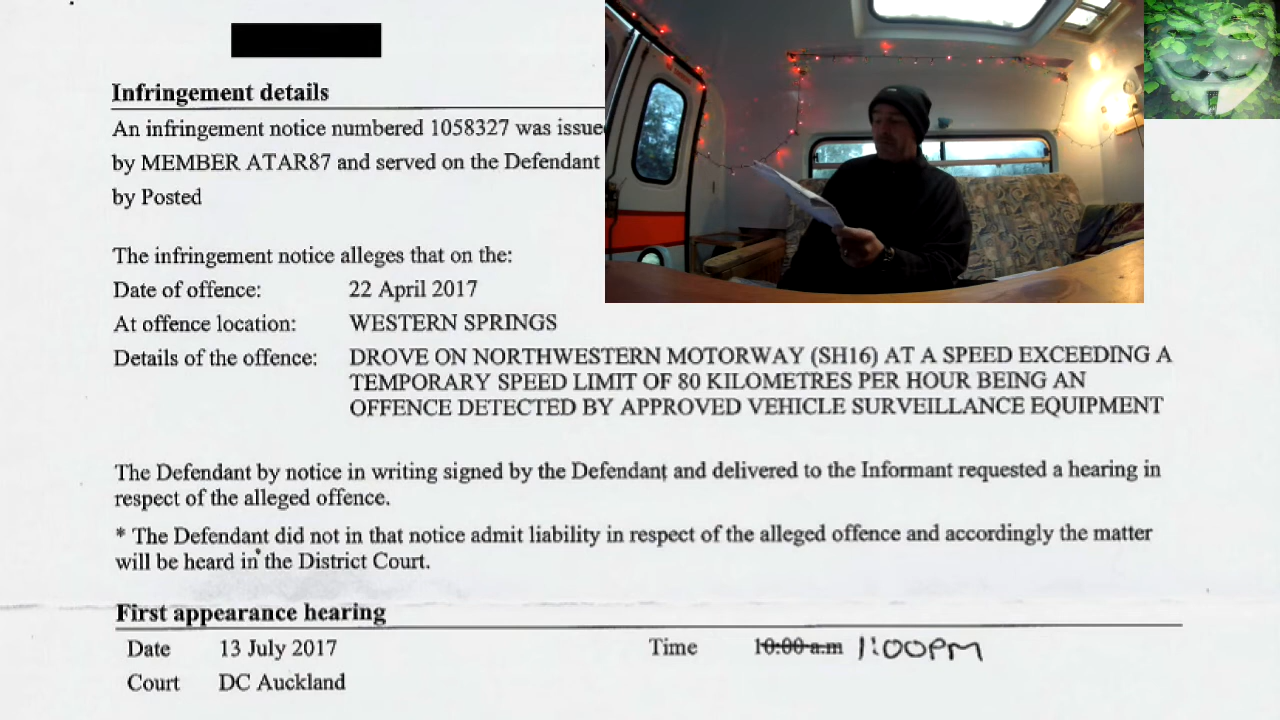 Infringement details
An infringement notice numbered 1058327 was issue
by MEMBER ATAR87 and served on the Defendant
by Posted
The infringement notice alleges that on the:
Date of offence: 22 April 2017
At offence location: WESTERN SPRINGS
Details of the offence: DROVE ON NORTHWESTERN MOTORWAY (SH16) AT A SPEED EXCEEDING A
TEMPORARY SPEED LIMIT OF 80 KILOMETRES PER HOUR BEING AN
OFFENCE DETECTED BY APPROVED VEHICLE SURVEILLANCE EQUIPMENT
The Defendant by notice in writing signed by the Defendant and delivered to the Informant requested a hearing in
respect of the alleged offence.
* The Defendant did not in that notice admit liability in respect of the alleged offence and accordingly the matter
will be heard in the District Court.
First appearance hearing
Date 13 July 2017 Time 10:00 a.m 1:00PM
Court DC Auckland